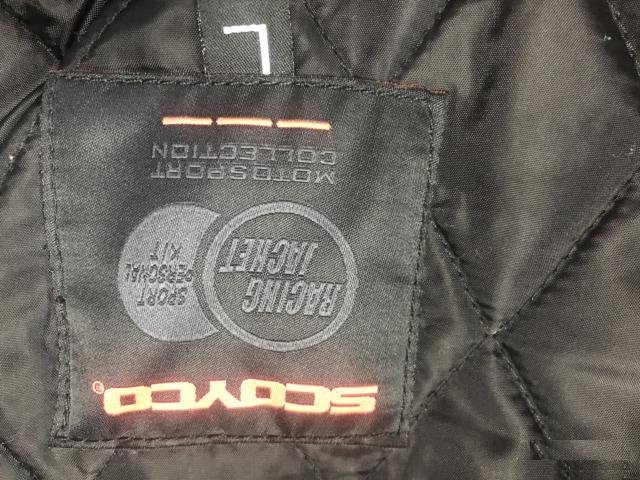 SCOYCO®
RACING
JACKET
SPORT
PERSONAL
KIT
MOTOSPORT
COLLECTION
L